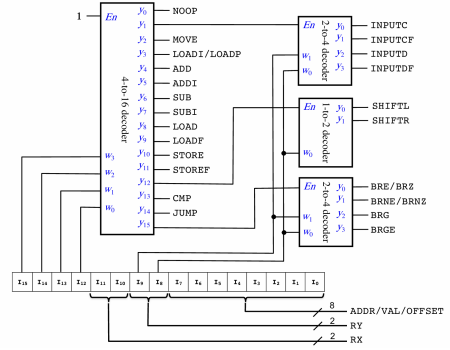 1 En y₀ NOOP
y₁
y₂ MOVE
y₃ LOADI/LOADP
y₄ ADD
y₅ ADDI
y₆ SUB
y₇ SUBI
y₈ LOAD
y₉ LOADF
w₃ y₁₀ STORE
w₂ y₁₁ STOREF
y₁₂
w₁ y₁₃ CMP
w₀ y₁₄ JUMP
y₁₅
4-to-16 decoder
En y₀ INPUTC
y₁ INPUTCF
w₁ y₂ INPUTD
w₀ y₃ INPUTDF
2-to-4 decoder
En y₀ SHIFTL
y₁ SHIFTR
w₀
1-to-2 decoder
En y₀ BRE/BRZ
y₁ BRNE/BRNZ
w₁ y₂ BRG
w₀ y₃ BRGE
2-to-4 decoder
I₁₅ I₁₄ I₁₃ I₁₂ I₁₁ I₁₀ I₉ I₈ I₇ I₆ I₅ I₄ I₃ I₂ I₁ I₀
8 ADDR/VAL/OFFSET
2 RY
2 RX